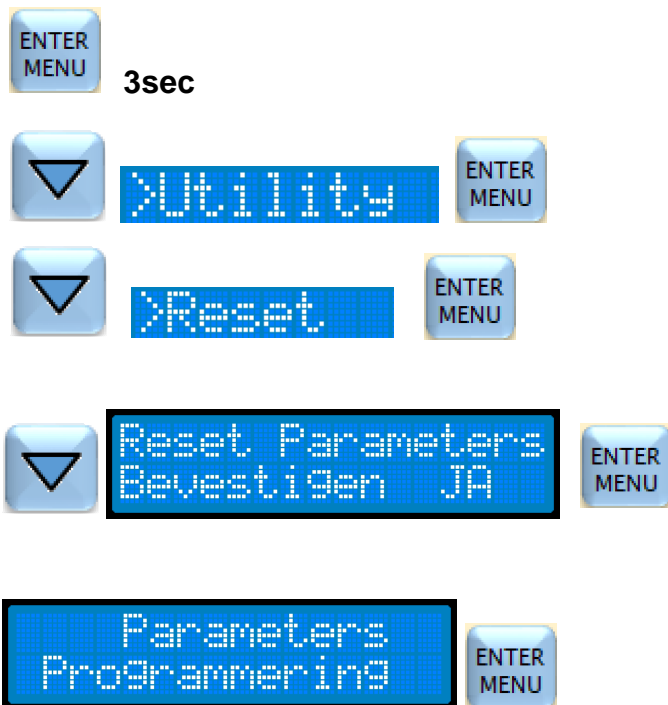 ENTER
MENU
3sec
>Utility
ENTER
MENU
>Reset
ENTER
MENU
Reset Parameters
Bevestigen JA
ENTER
MENU
Parameters
Programmering
ENTER
MENU